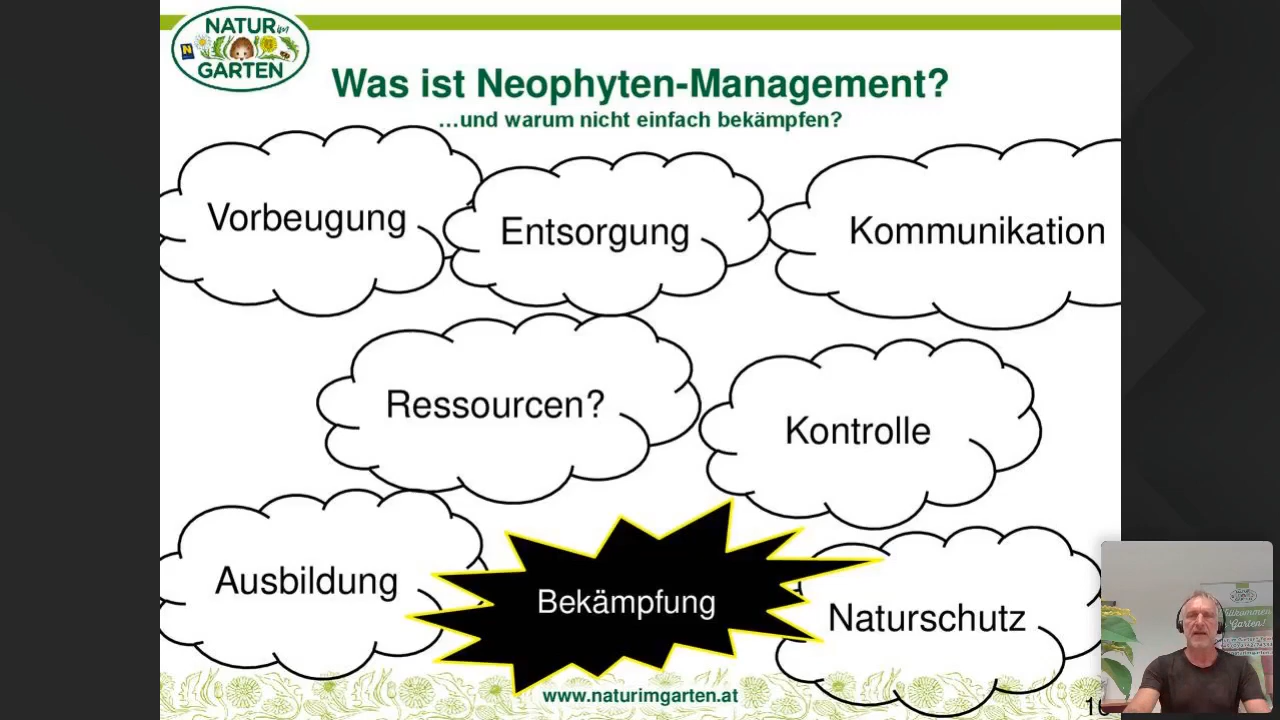 NATUR im
GARTEN
Was ist Neophyten-Management?
...und warum nicht einfach bekämpfen?
Vorbeugung
Entsorgung
Kommunikation
Ressourcen?
Kontrolle
Ausbildung
Bekämpfung
Naturschutz
www.naturimgarten.at